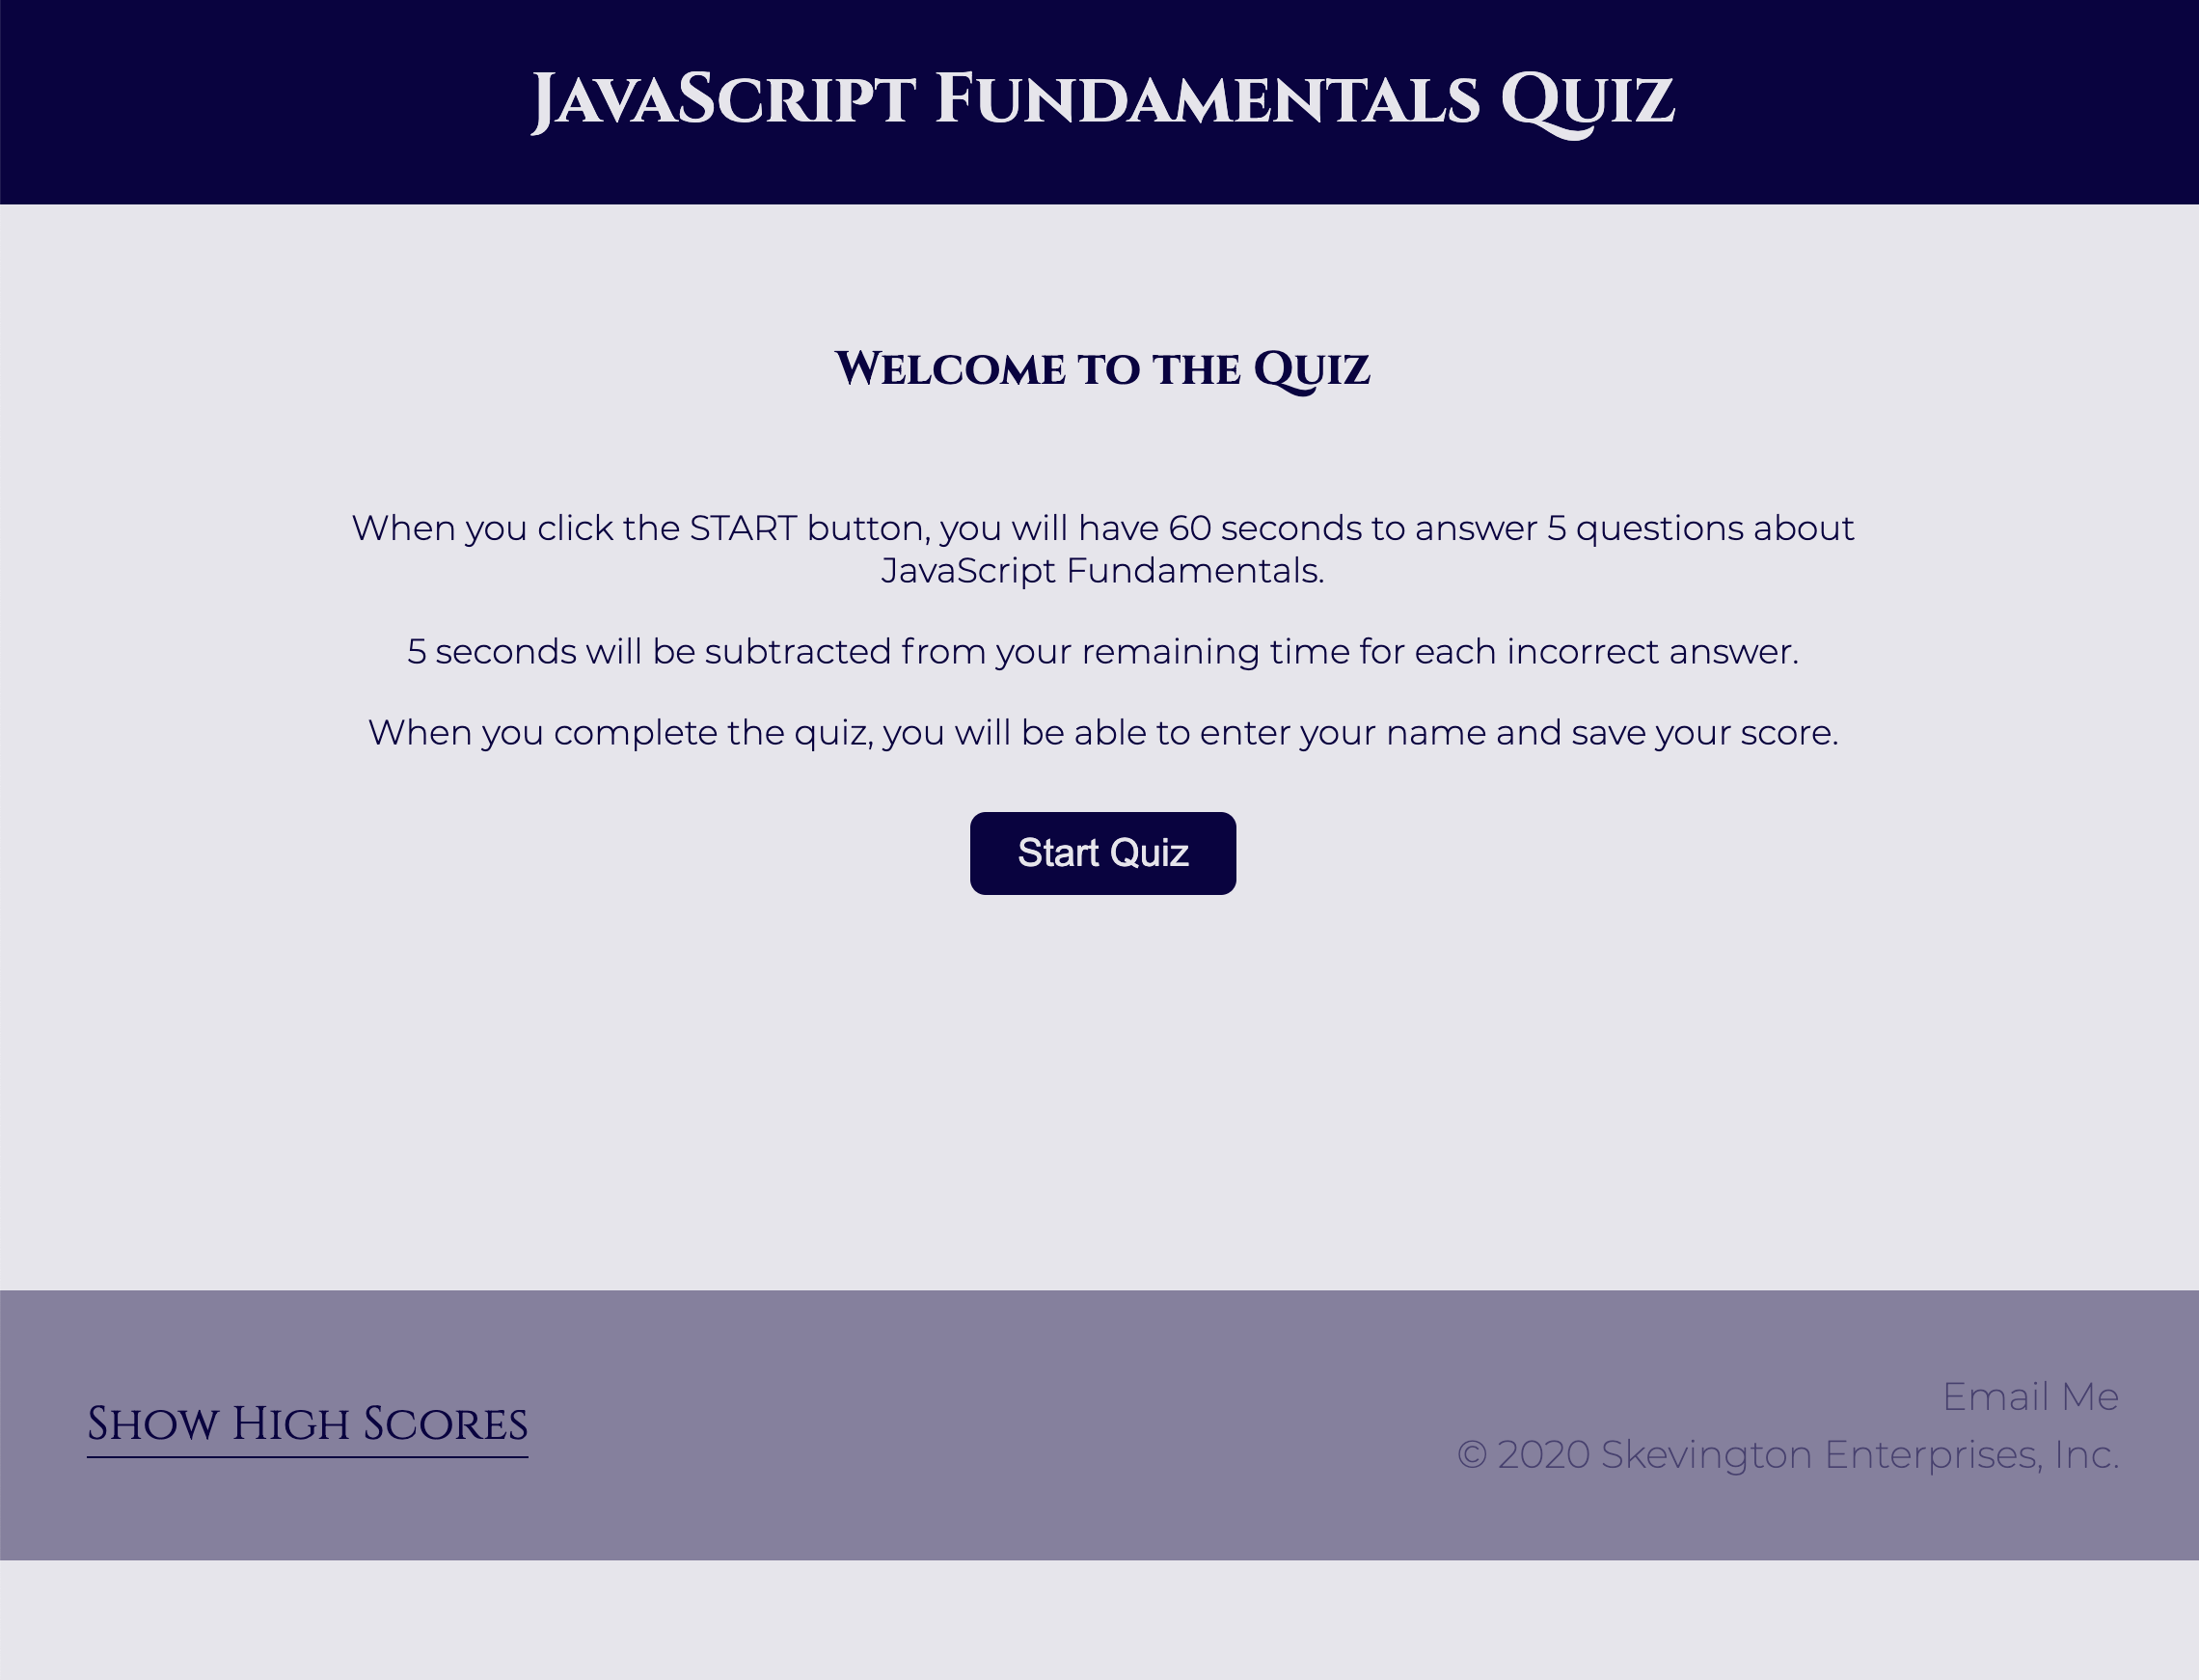 JavaScript Fundamentals Quiz
Welcome to the Quiz
When you click the START button, you will have 60 seconds to answer 5 questions about
JavaScript Fundamentals.
5 seconds will be subtracted from your remaining time for each incorrect answer.
When you complete the quiz, you will be able to enter your name and save your score.
Start Quiz
Show High Scores
Email Me
© 2020 Skevington Enterprises, Inc.